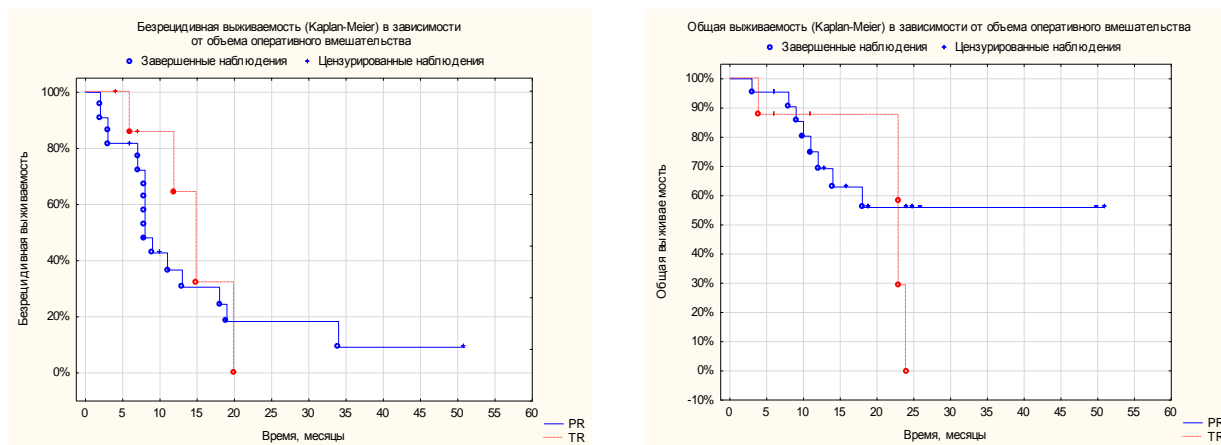 Безрецидивная выживаемость (Kaplan-Meier) в зависимости
от объема оперативного вмешательства
Завершенные наблюдения Цензурированные наблюдения
Безрецидивная выживаемость
100%
80%
60%
40%
20%
0%
0 5 10 15 20 25 30 35 40 45 50 55 60
Время, месяцы
PR
TR
Общая выживаемость (Kaplan-Meier) в зависимости от объема оперативного вмешательства
Завершенные наблюдения Цензурированные наблюдения
Общая выживаемость
100%
90%
80%
70%
60%
50%
40%
30%
20%
10%
0%
-10%
0 5 10 15 20 25 30 35 40 45 50 55 60
Время, месяцы
PR
TR